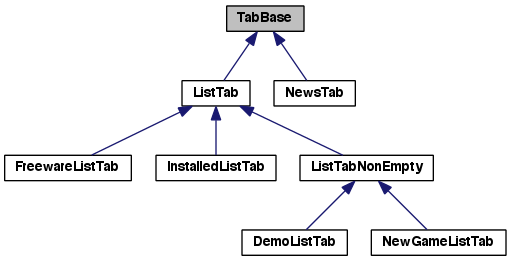 TabBase
ListTab
NewsTab
FreewareListTab
InstalledListTab
ListTabNonEmpty
DemoListTab
NewGameListTab